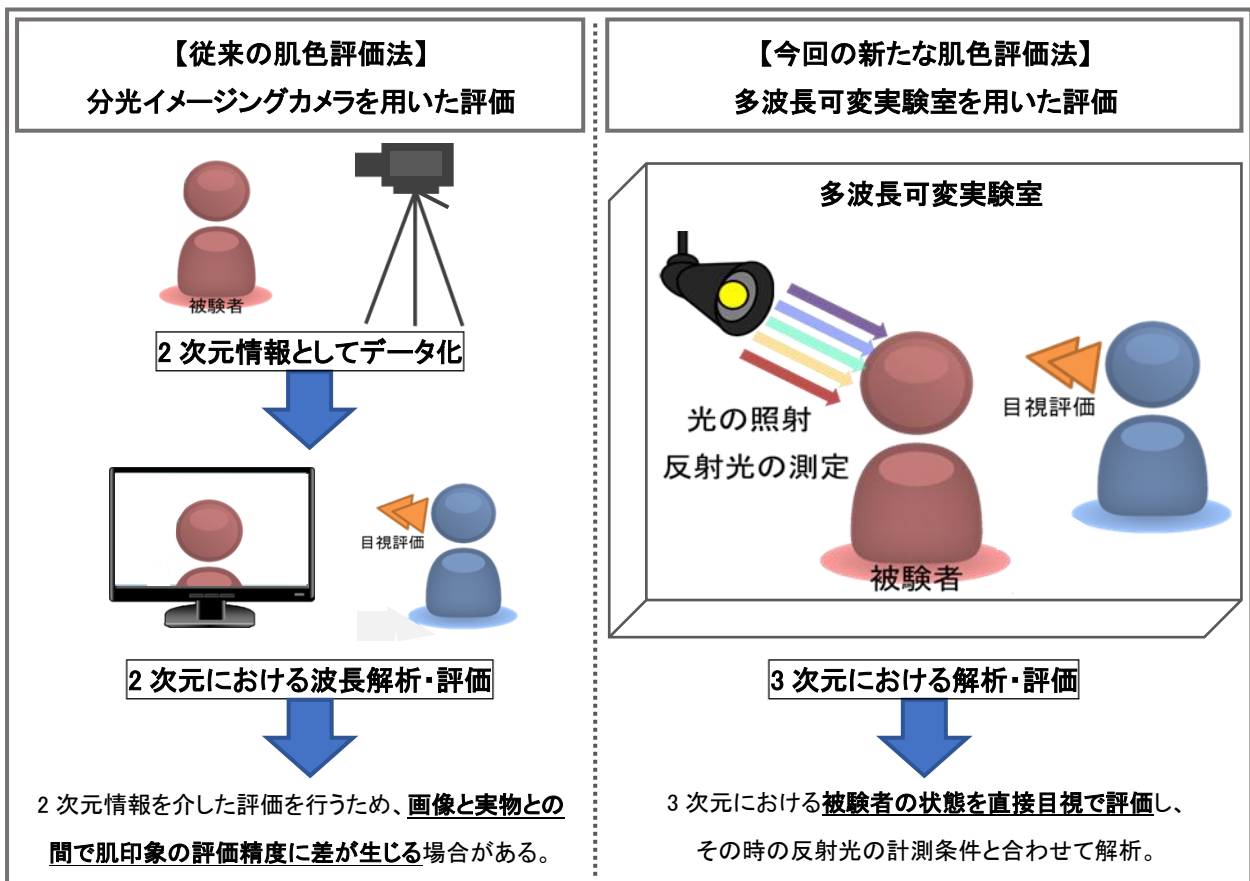 【従来の肌色評価法】
分光イメージングカメラを用いた評価
被験者
2 次元情報としてデータ化
目視評価
2 次元における波長解析・評価
2 次元情報を介した評価を行うため、画像と実物との
間で肌印象の評価精度に差が生じる場合がある。
【今回の新たな肌色評価法】
多波長可変実験室を用いた評価
多波長可変実験室
光の照射
反射光の測定
目視評価
被験者
3 次元における解析・評価
3 次元における被験者の状態を直接目視で評価し、
その時の反射光の計測条件と合わせて解析。